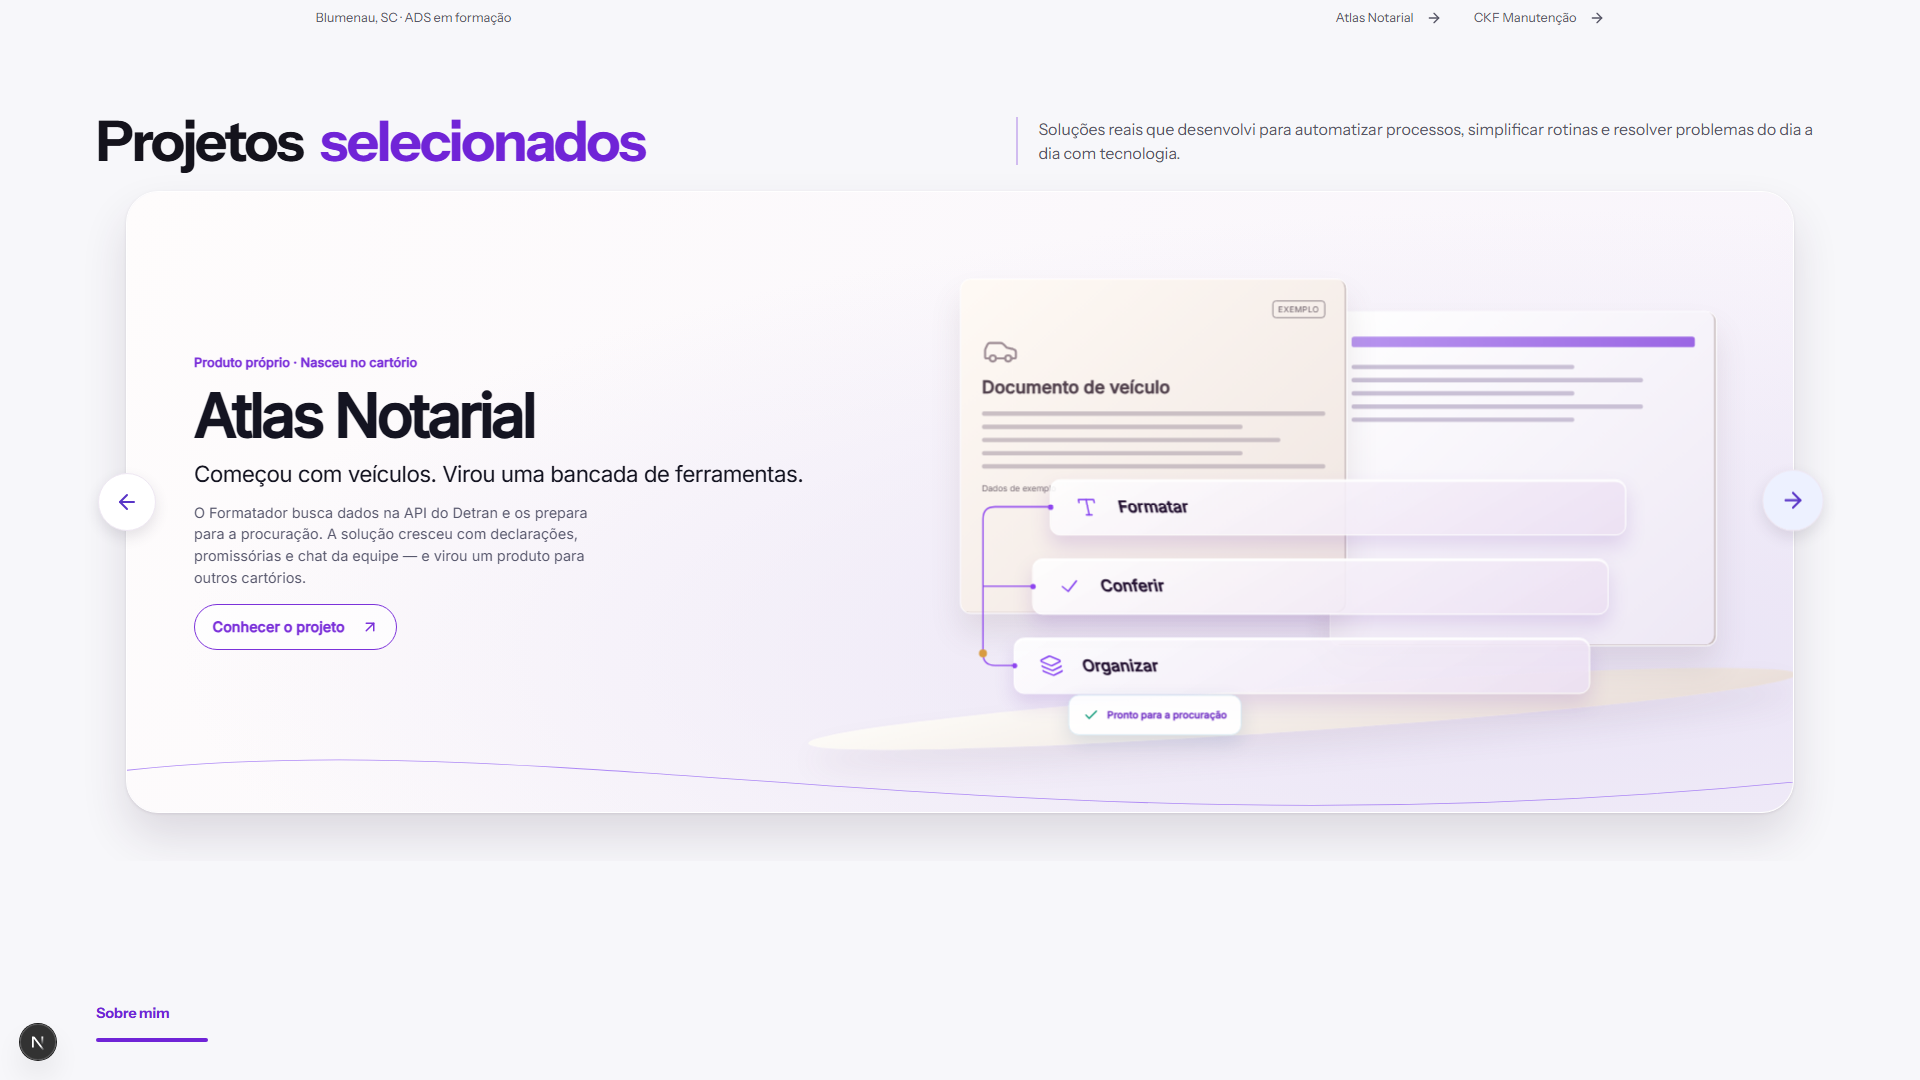 Blumenau, SC · ADS em formação
Atlas Notarial
CKF Manutenção
Projetos selecionados
Soluções reais que desenvolvi para automatizar processos, simplificar rotinas e resolver problemas do dia a
dia com tecnologia.
Produto próprio · Nasceu no cartório
Atlas Notarial
Começou com veículos. Virou uma bancada de ferramentas.
O Formatador busca dados na API do Detran e os prepara
para a procuração. A solução cresceu com declarações,
promissórias e chat da equipe — e virou um produto para
outros cartórios.
Conhecer o projeto
EXEMPLO
Documento de veículo
Dados de
Formatar
Conferir
Organizar
Pronto para a procuração
Sobre mim
N